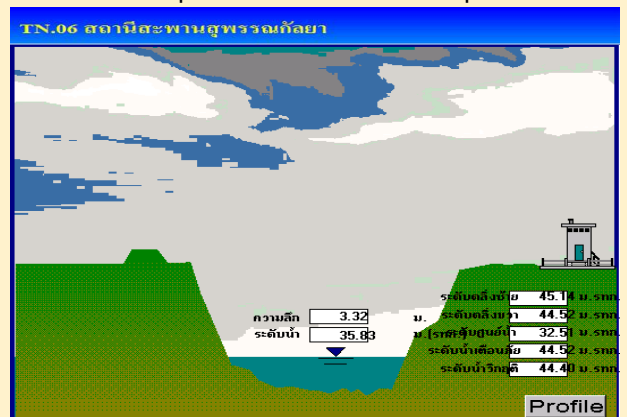 TN.06 สถานีสะพานสุพรรณกัลยา
ระดับตลิ่งซ้าย 45.14 ม.รทก.
ความลึก 3.32 ม. ระดับตลิ่งขวา 44.52 ม.รทก.
ระดับน้ำ 35.83 ม.(รทก.) ระดับศูนย์น้ำ 32.51 ม.รทก.
ระดับน้ำเตือนภัย 44.52 ม.รทก.
ระดับน้ำวิกฤติ 44.40 ม.รทก.
Profile